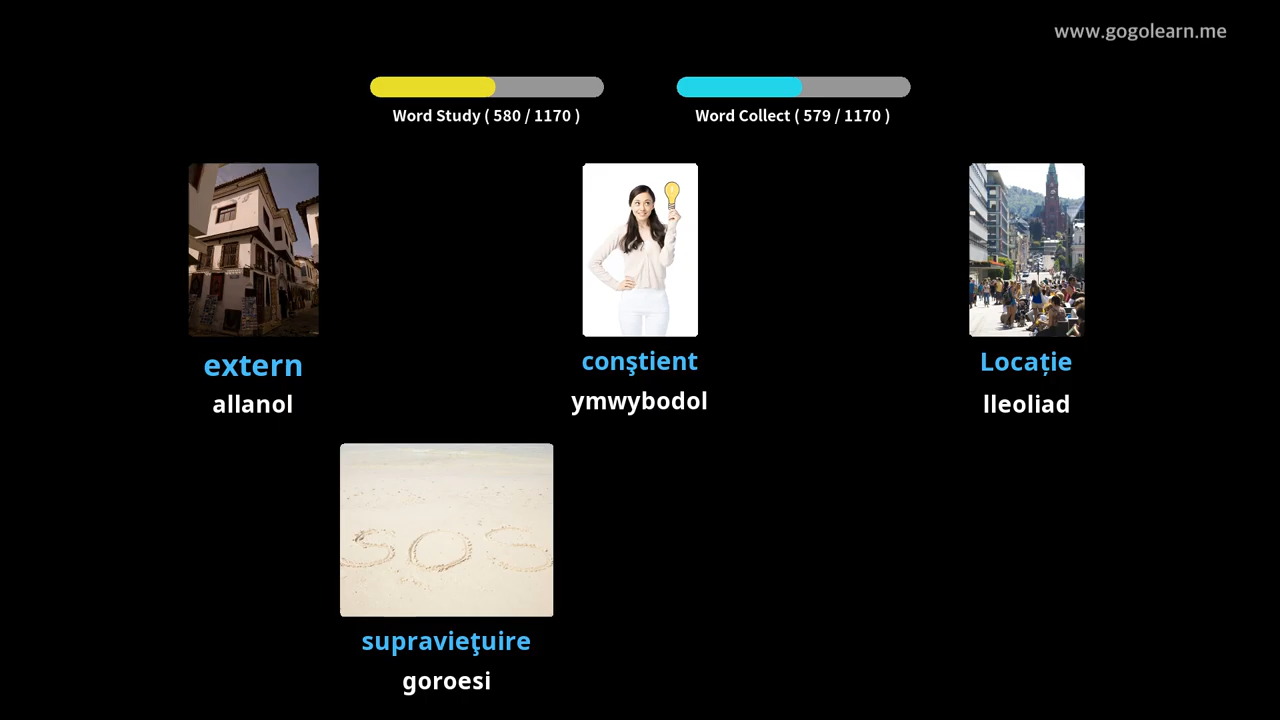 www.gogolearn.me
Word Study ( 580 / 1170 )
Word Collect ( 579 / 1170 )
extern
allanol
conştient
ymwybodol
Locație
lleoliad
SOS
supravieţuire
goroesi